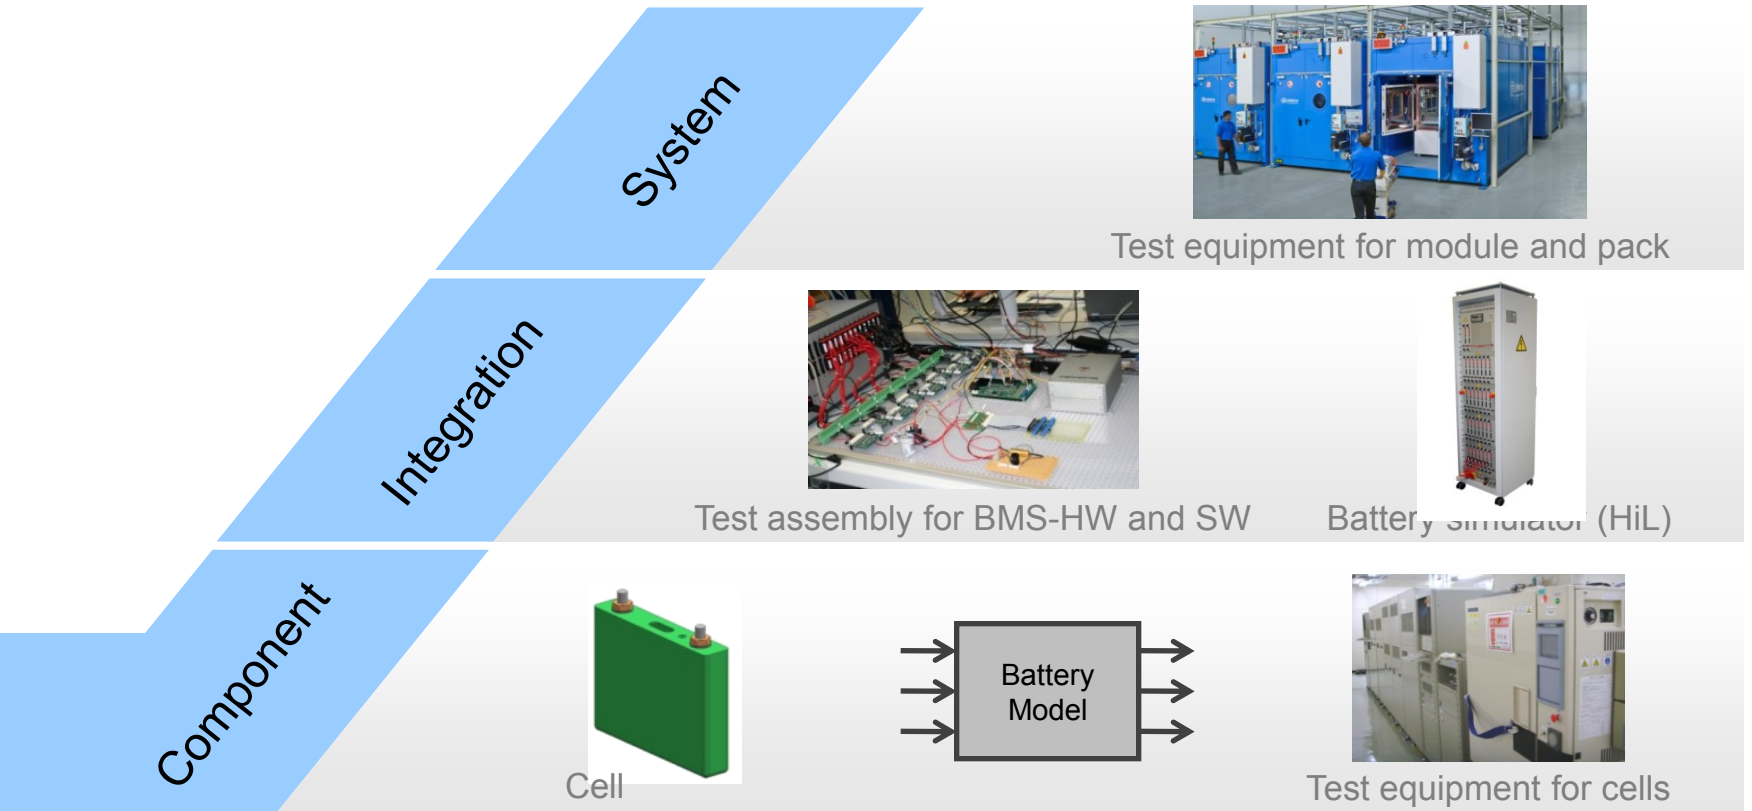 System
Test equipment for module and pack
Integration
Test assembly for BMS-HW and SW
Battery simulator (HiL)
Component
Battery
Model
Cell
Test equipment for cells